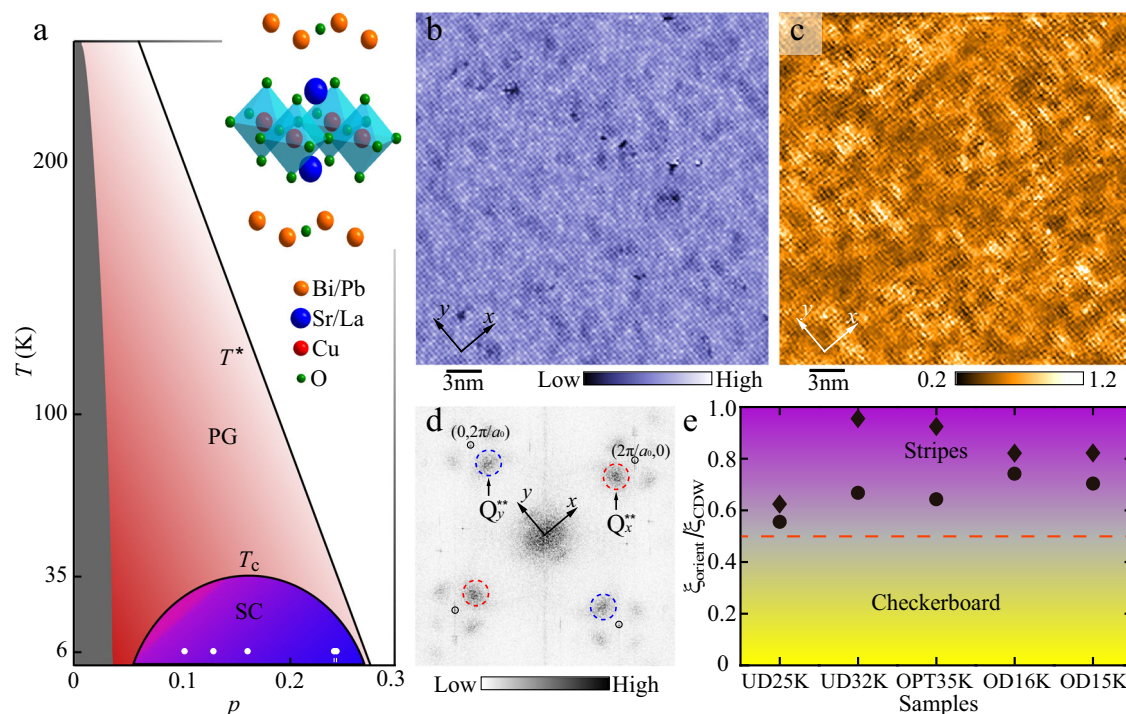 a
T (K)
200
100
35
6
0
0.1
0.2
0.3
p
T*
PG
Tc
SC
Bi/Pb
Sr/La
Cu
O
b
y
x
3nm
Low
High
c
y
x
3nm
0.2
1.2
d
(0,2π/a₀)
(2π/a₀,0)
y
x
Qy**
Qx**
Low
High
e
ξorient/ξCDW
1.0
0.8
0.6
0.4
0.2
0
Stripes
Checkerboard
UD25K
UD32K
OPT35K
OD16K
OD15K
Samples